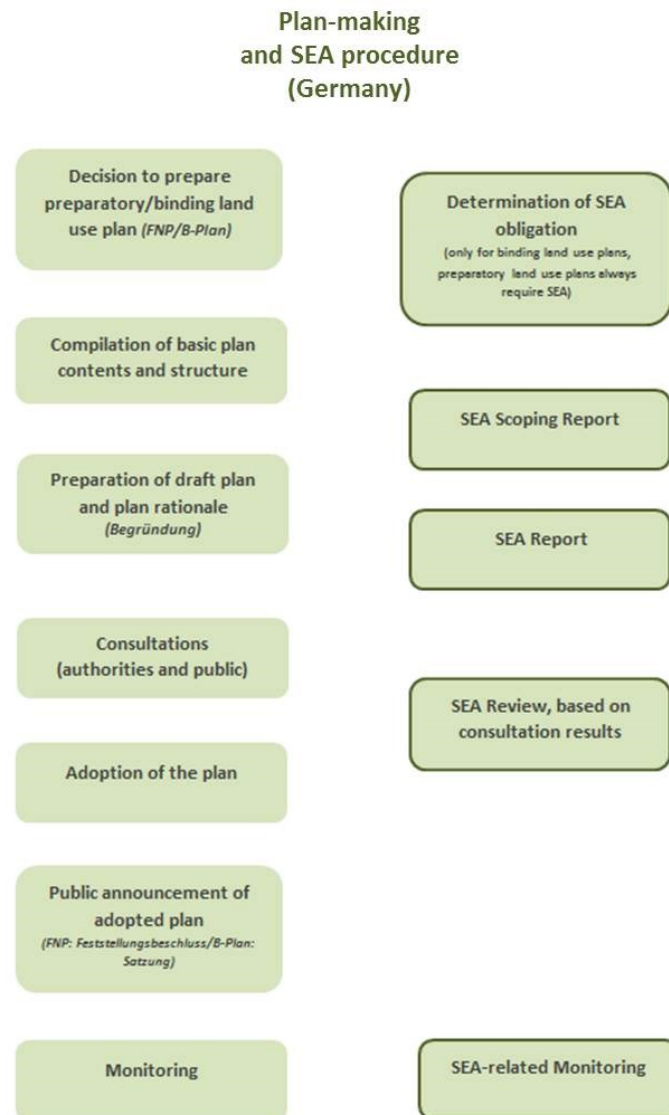 Plan-making
and SEA procedure
(Germany)
Decision to prepare
preparatory/binding land
use plan (FNP/B-Plan)
Compilation of basic plan
contents and structure
Preparation of draft plan
and plan rationale
(Begründung)
Consultations
(authorities and public)
Adoption of the plan
Public announcement of
adopted plan
(FNP: Feststellungsbeschluss/B-Plan:
Satzung)
Monitoring
Determination of SEA
obligation
(only for binding land use plans,
preparatory land use plans always
require SEA)
SEA Scoping Report
SEA Report
SEA Review, based on
consultation results
SEA-related Monitoring